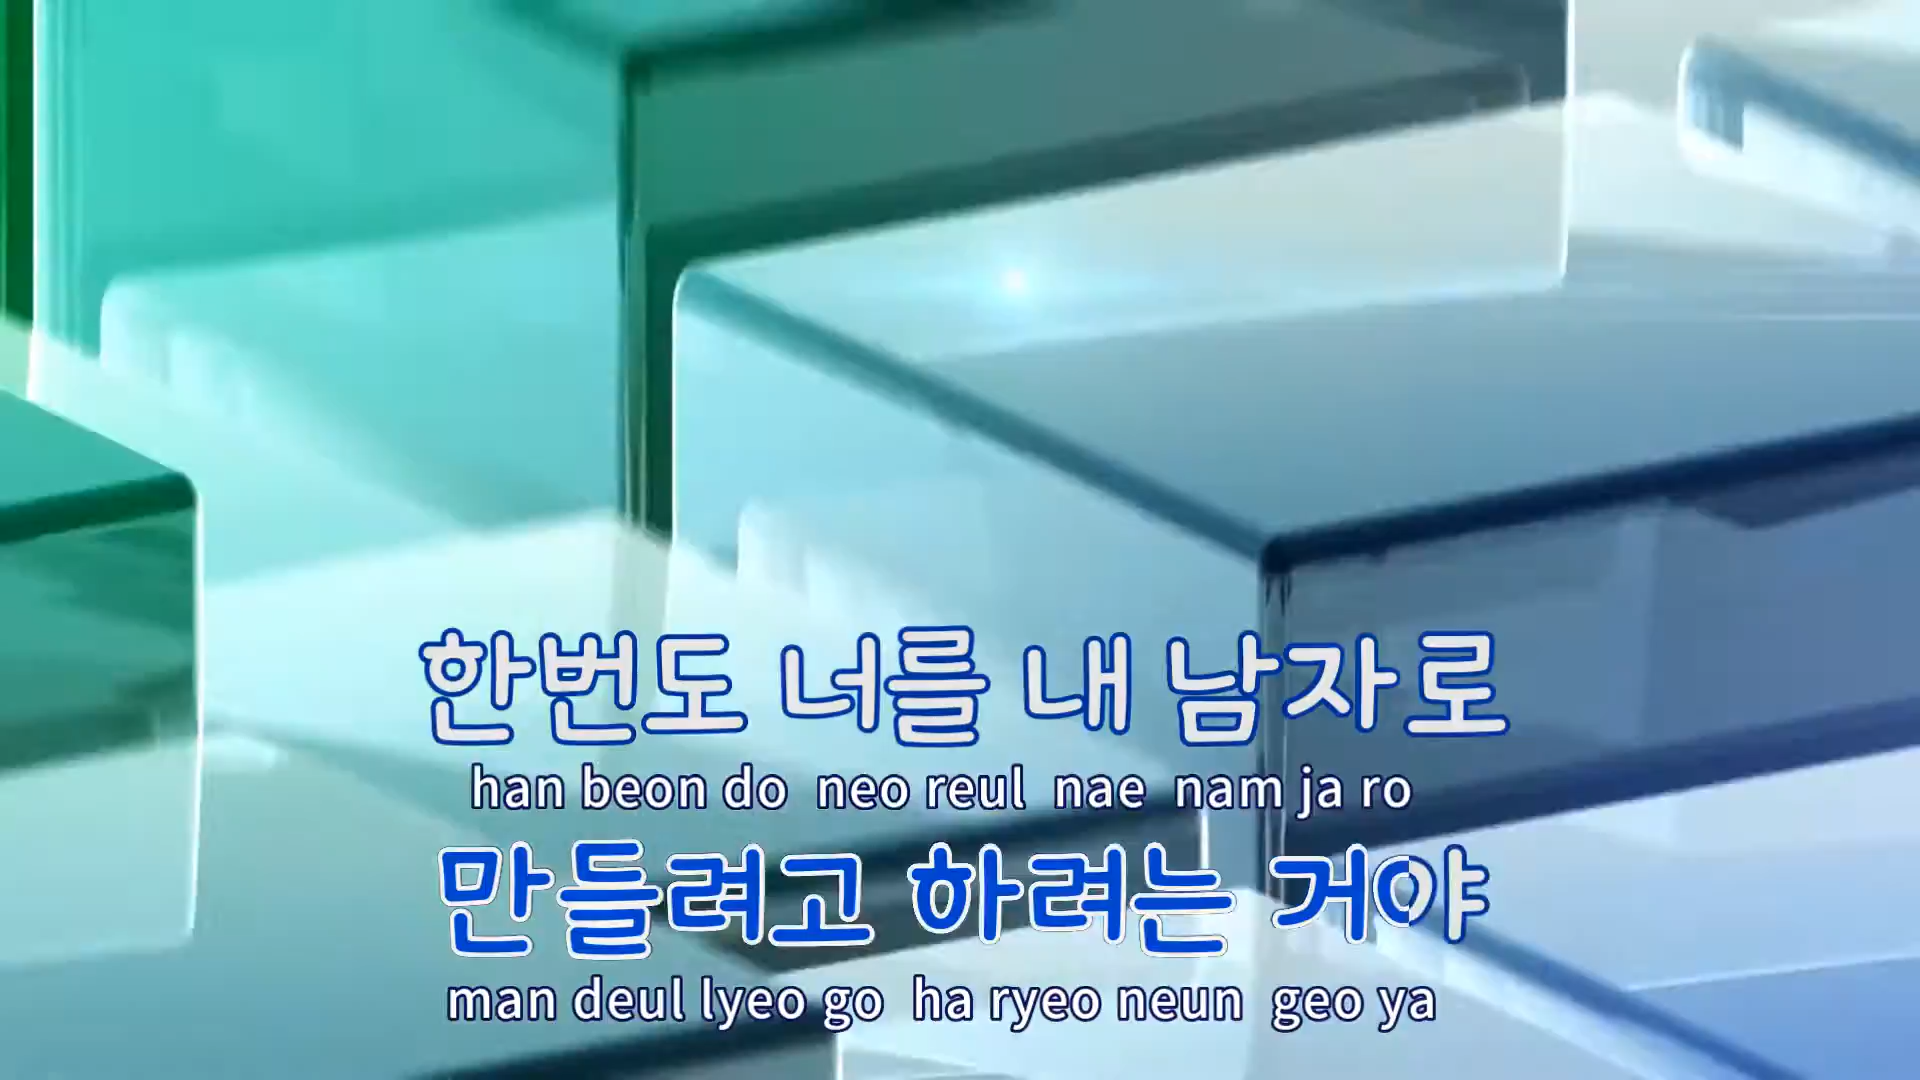 한번도 너를 내 남자로
han beon do neo reul nae nam ja ro
만들려고 하려는 거야
man deul lyeo go ha ryeo neun geo ya